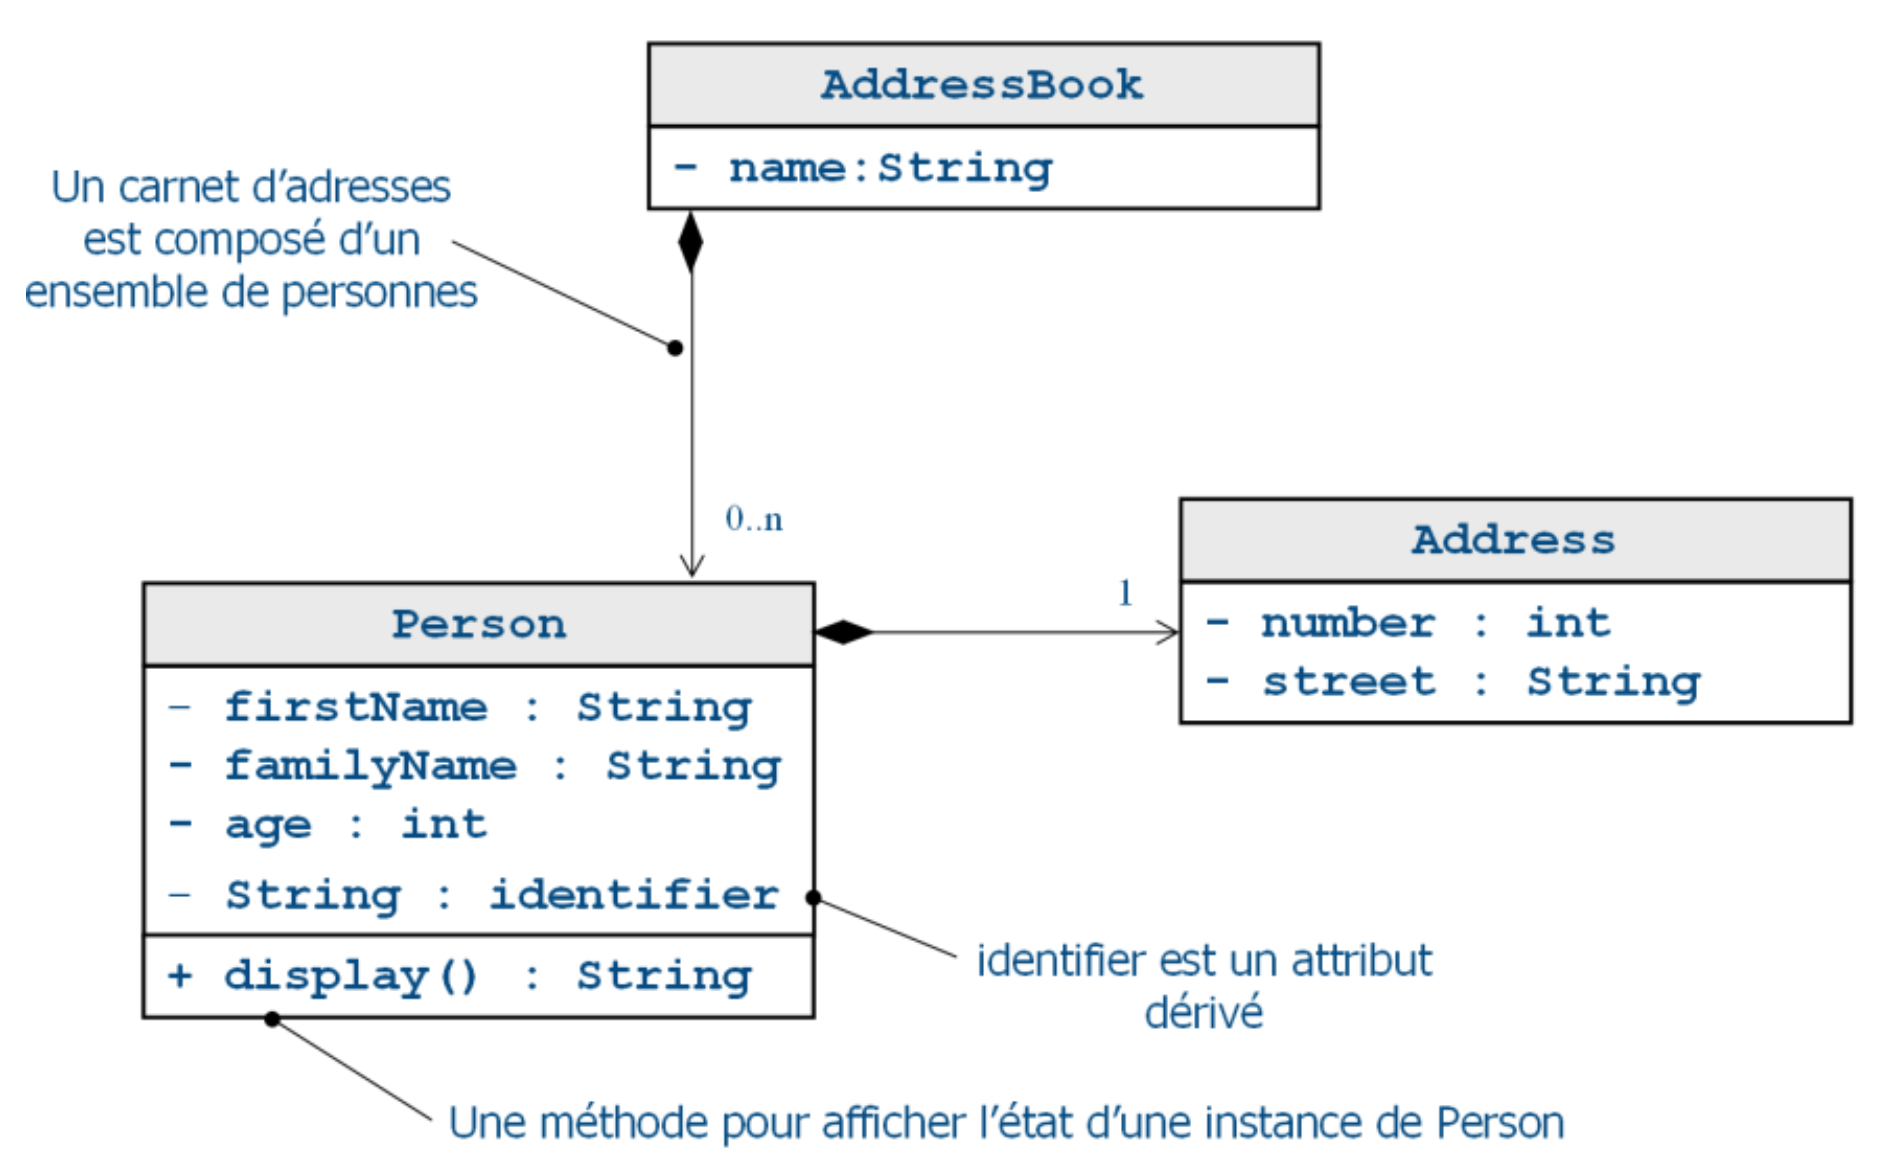 AddressBook
- name:String
Un carnet d’adresses
est composé d’un
ensemble de personnes
0..n
Person
- firstName : String
- familyName : String
- age : int
- String : identifier
+ display() : String
1
Address
- number : int
- street : String
identifier est un attribut
dérivé
Une méthode pour afficher l’état d’une instance de Person